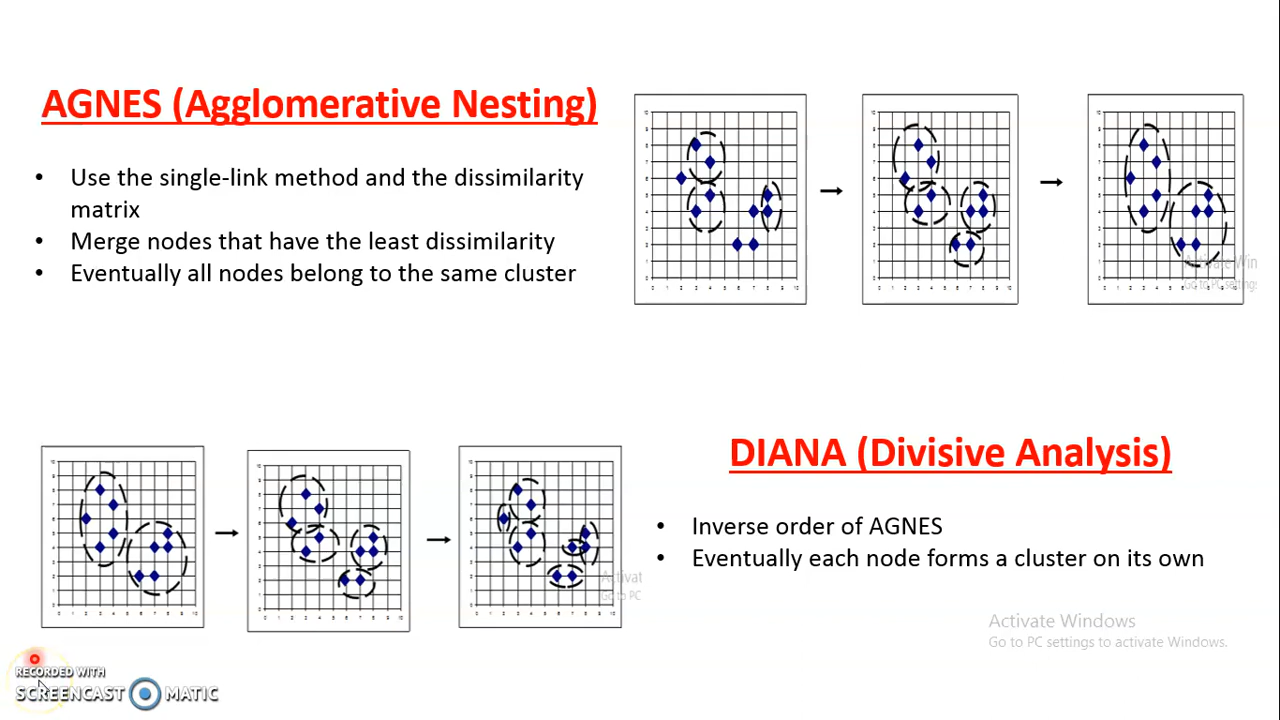 AGNES (Agglomerative Nesting)
• Use the single-link method and the dissimilarity
matrix
• Merge nodes that have the least dissimilarity
• Eventually all nodes belong to the same cluster
DIANA (Divisive Analysis)
• Inverse order of AGNES
• Eventually each node forms a cluster on its own
Activate Windows
Go to PC settings to activate Windows.
RECORDED WITH
SCREENCAST MATIC